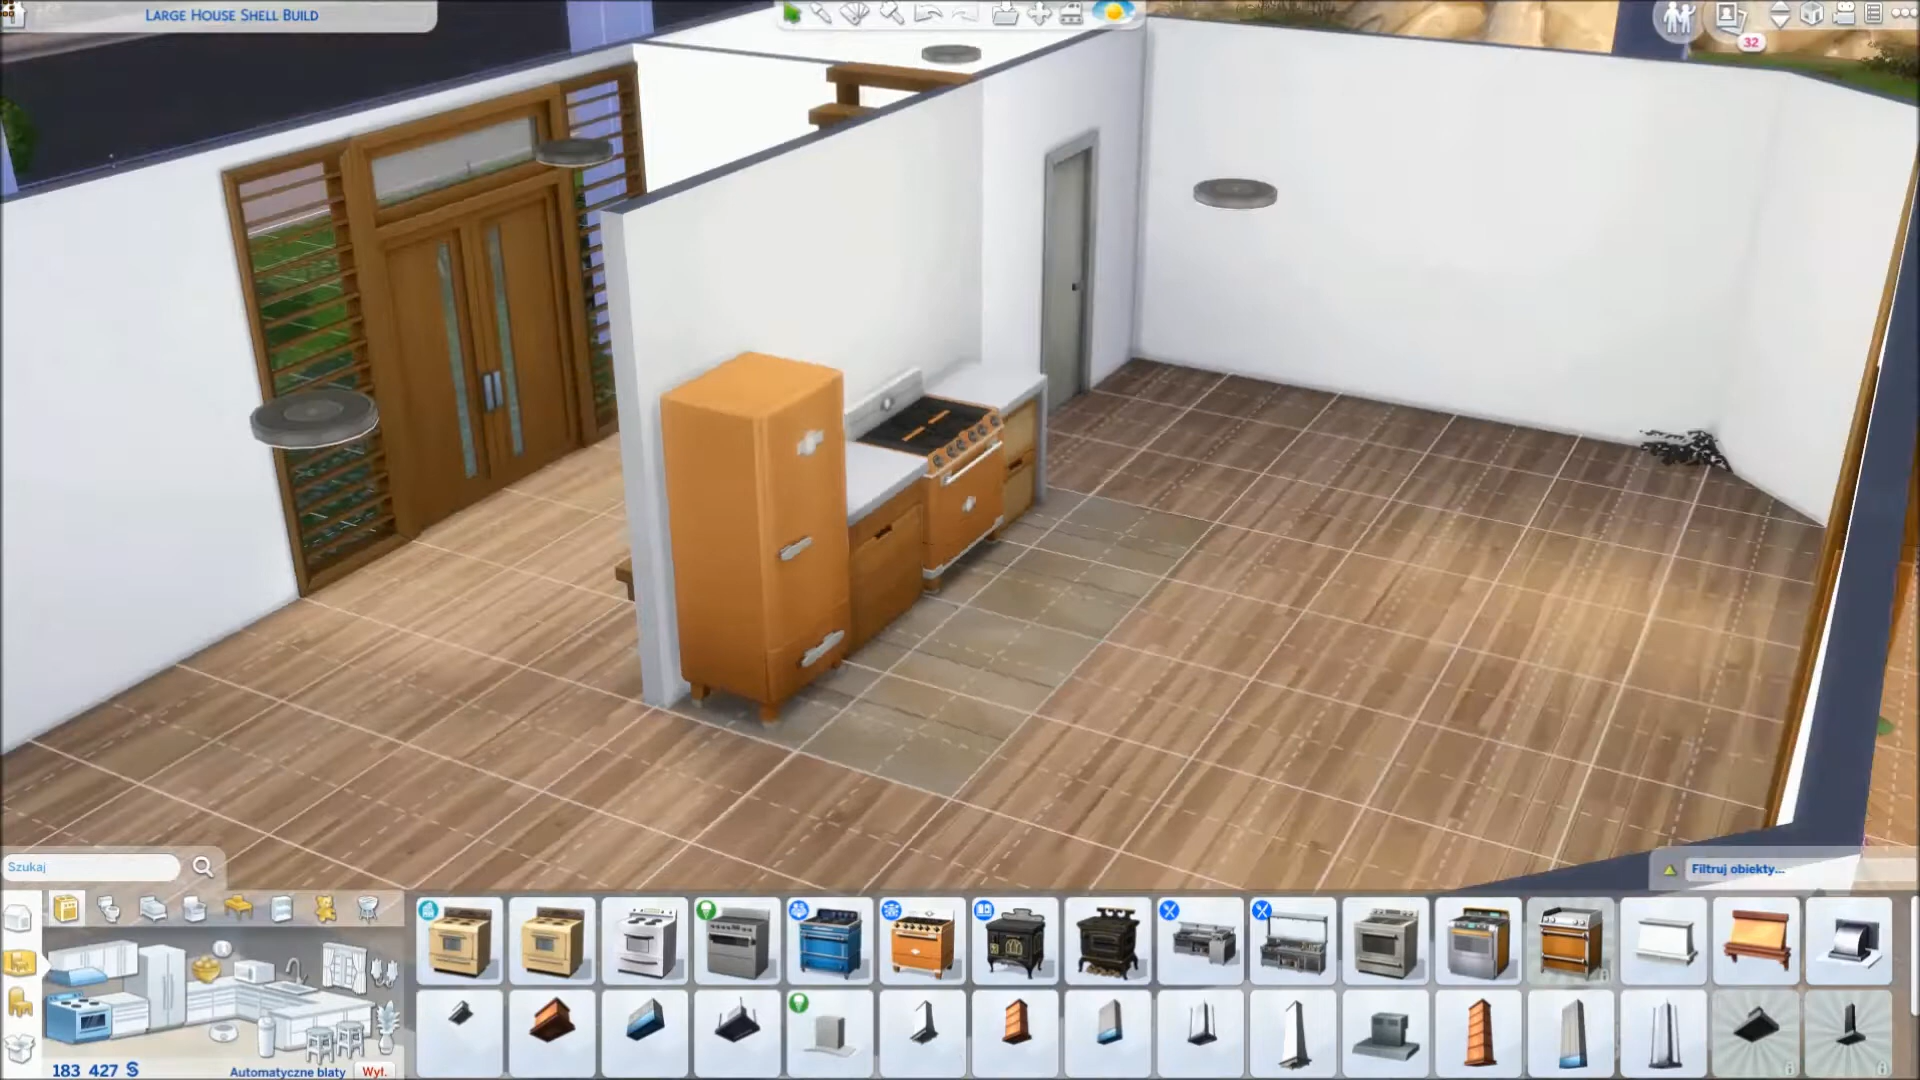 LARGE HOUSE SHELL BUILD
32
Szukaj
Filtruj obiekty...
183 427 $
Automatyczne blaty
Wył.